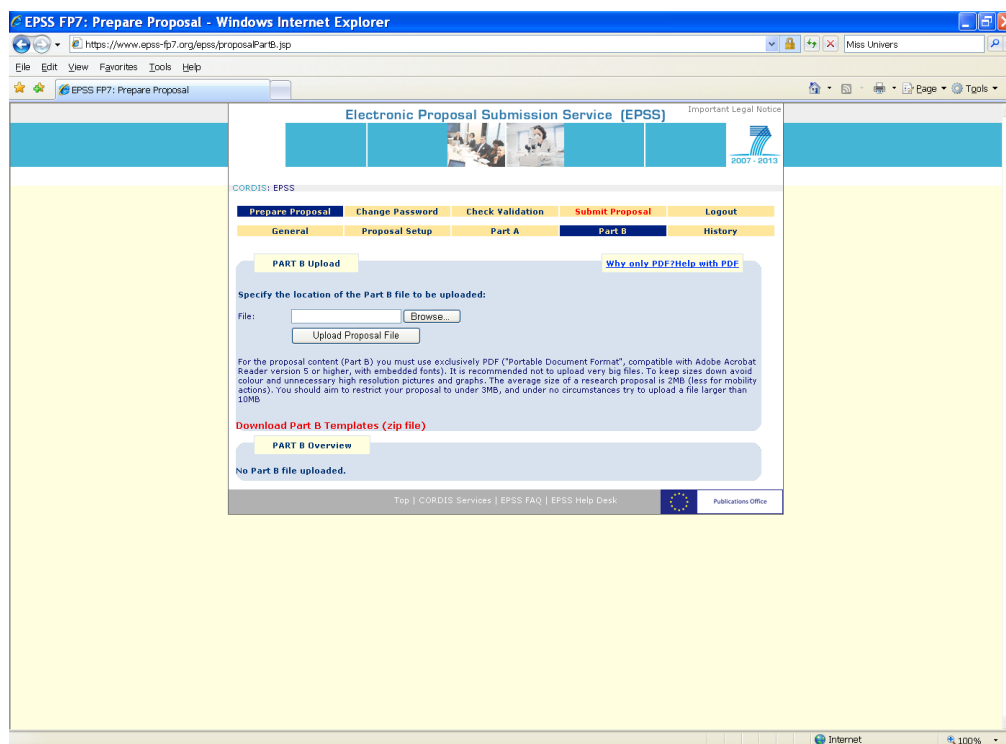 EPSS FP7: Prepare Proposal - Windows Internet Explorer
https://www.epss-fp7.org/epss/proposalPartB.jsp
Miss Univers
File Edit View Favorites Tools Help
EPSS FP7: Prepare Proposal
Page Tools
Electronic Proposal Submission Service (EPSS)
Important Legal Notice
2007 - 2013
CORDIS: EPSS
Prepare Proposal Change Password Check Validation Submit Proposal Logout
General Proposal Setup Part A Part B History
PART B Upload
Why only PDF?Help with PDF
Specify the location of the Part B file to be uploaded:
File: Browse...
Upload Proposal File
For the proposal content (Part B) you must use exclusively PDF ("Portable Document Format", compatible with Adobe Acrobat
Reader version 5 or higher, with embedded fonts). It is recommended not to upload very big files. To keep sizes down avoid
colour and unnecessary high resolution pictures and graphs. The average size of a research proposal is 2MB (less for mobility
actions). You should aim to restrict your proposal to under 3MB, and under no circumstances try to upload a file larger than
10MB
Download Part B Templates (zip file)
PART B Overview
No Part B file uploaded.
Top | CORDIS Services | EPSS FAQ | EPSS Help Desk
Publications Office
Internet
100%